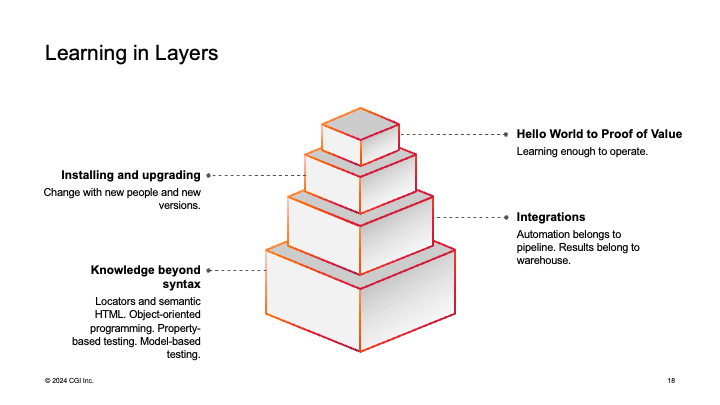 Learning in Layers
Hello World to Proof of Value
Learning enough to operate.
Installing and upgrading
Change with new people and new
versions.
Integrations
Automation belongs to
pipeline. Results belong to
warehouse.
Knowledge beyond
syntax
Locators and semantic
HTML. Object-oriented
programming. Property-
based testing. Model-based
testing.
© 2024 CGI Inc.
18